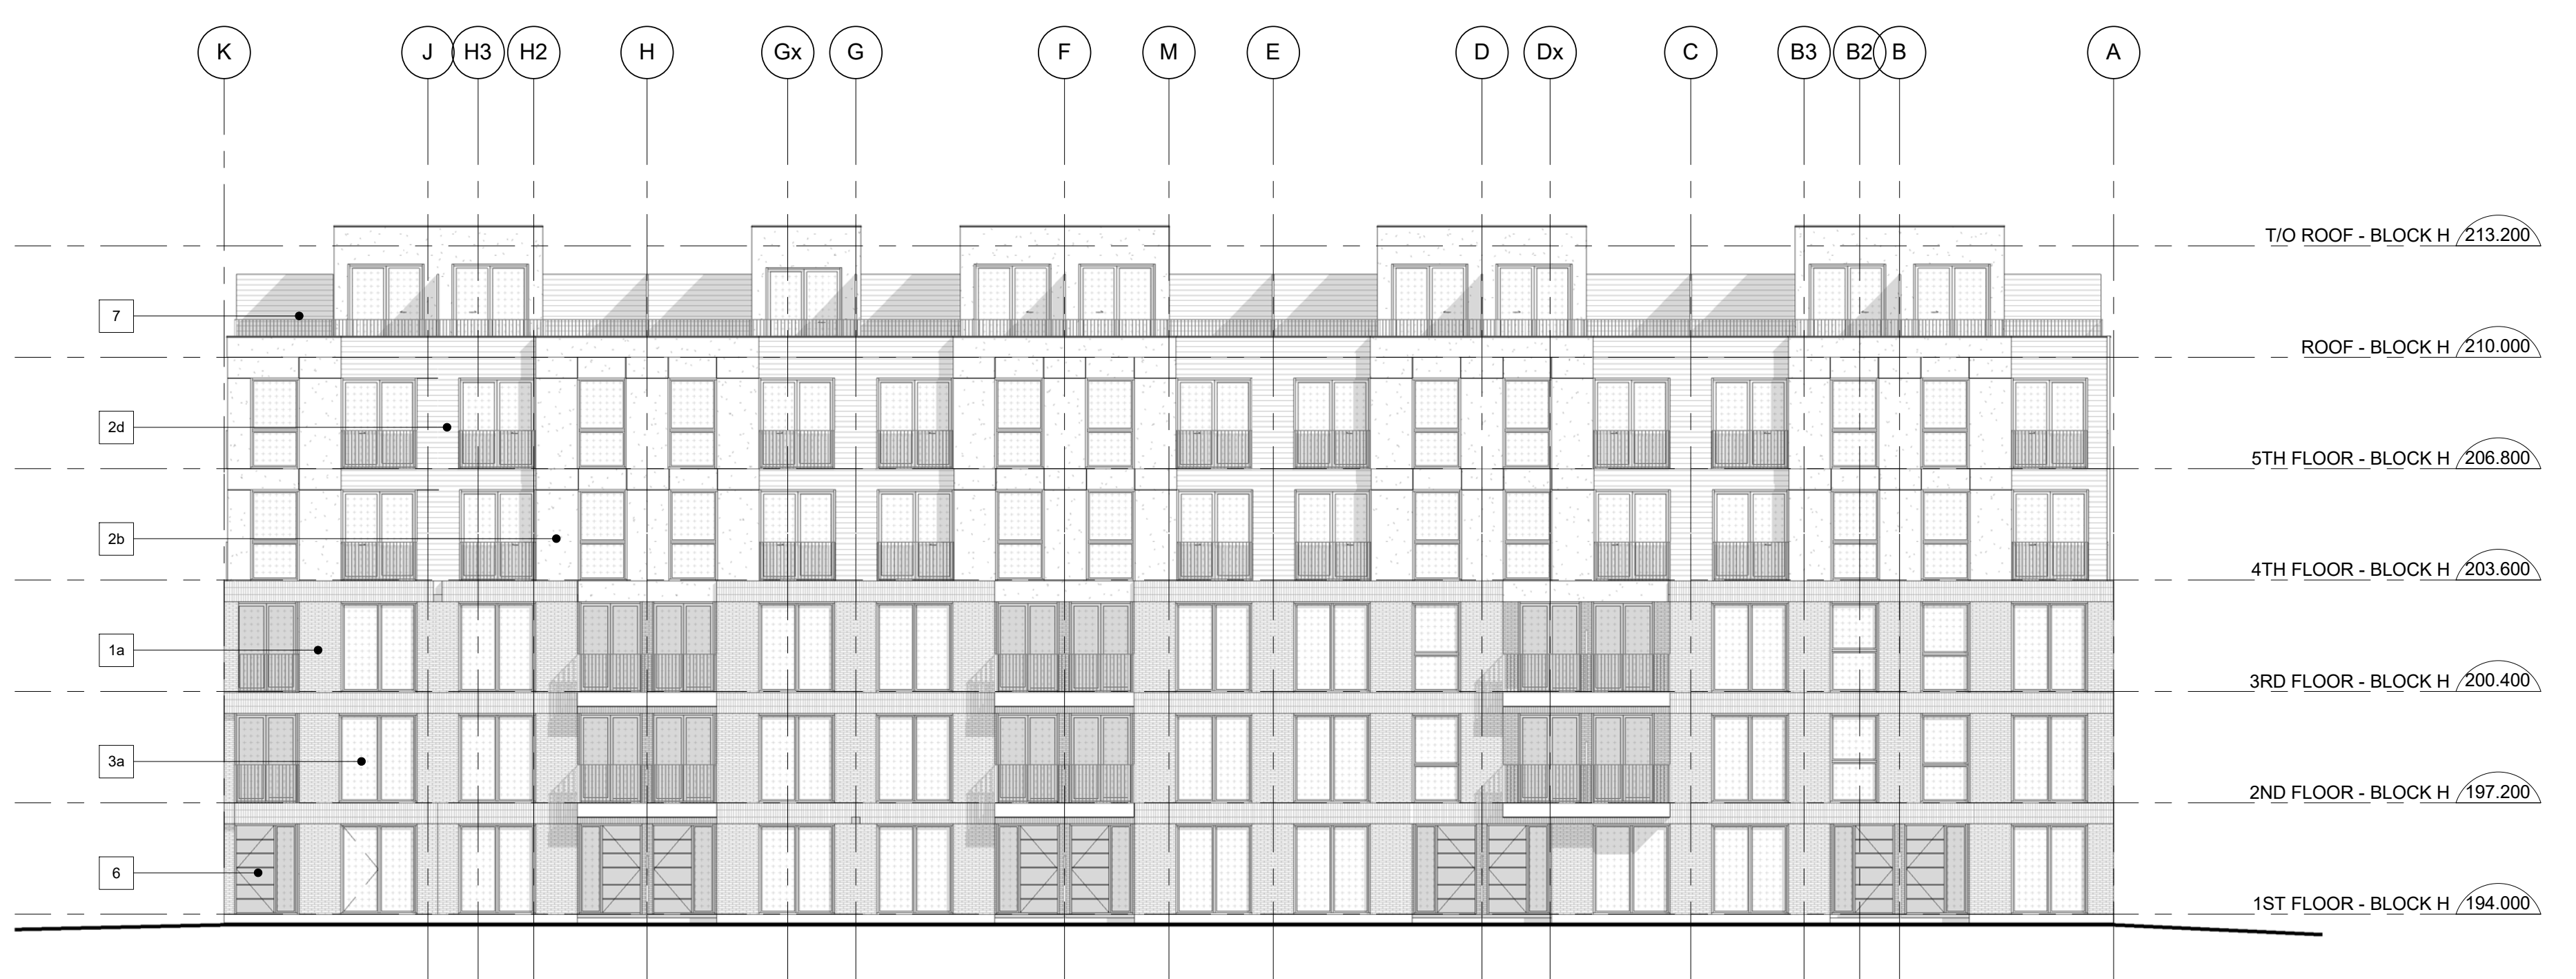 K J H3 H2 H Gx G F M E D Dx C B3 B2 B A
T/O ROOF - BLOCK H 213.200
7
ROOF - BLOCK H 210.000
2d
5TH FLOOR - BLOCK H 206.800
2b
4TH FLOOR - BLOCK H 203.600
1a
3RD FLOOR - BLOCK H 200.400
3a
2ND FLOOR - BLOCK H 197.200
6
1ST FLOOR - BLOCK H 194.000